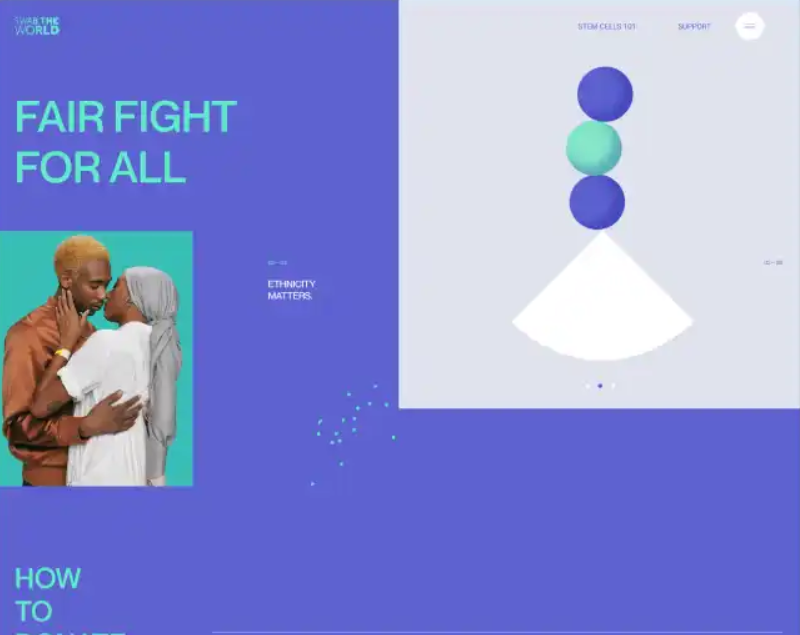 SWAB THE
WORLD
STEM CELLS 101
SUPPORT
FAIR FIGHT
FOR ALL
ETHNICITY
MATTERS.
HOW
TO